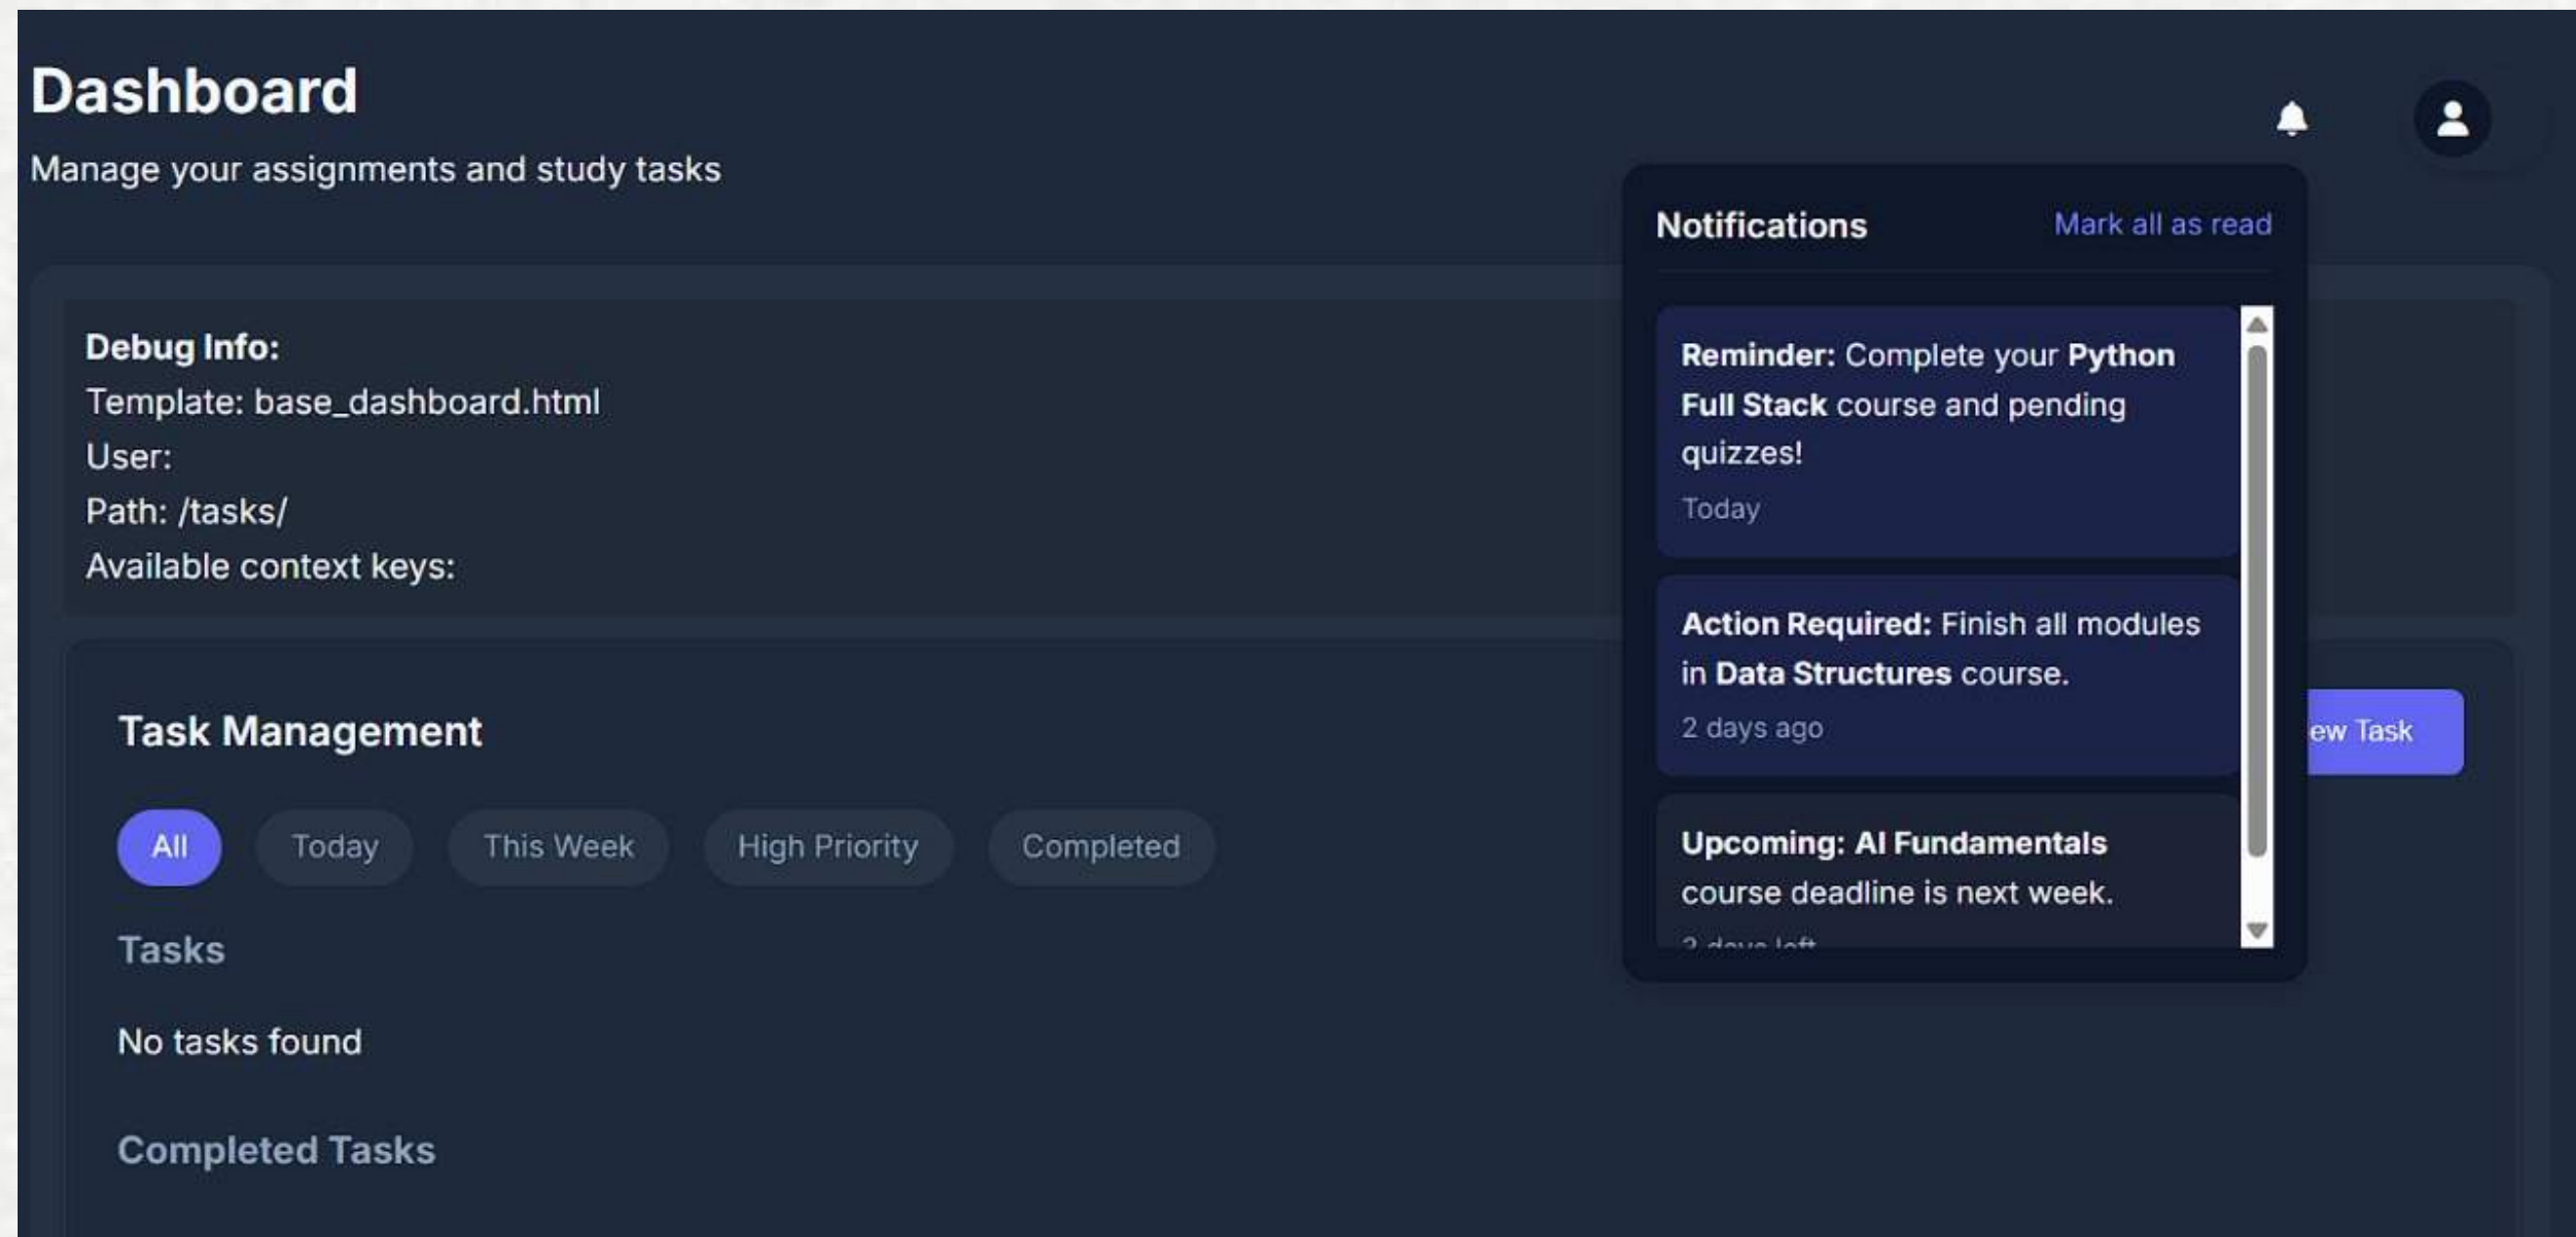 Dashboard
Manage your assignments and study tasks
Notifications
Mark all as read
Reminder: Complete your Python
Full Stack course and pending
quizzes!
Today
Action Required: Finish all modules
in Data Structures course.
2 days ago
Upcoming: AI Fundamentals
course deadline is next week.
days left
Debug Info:
Template: base_dashboard.html
User:
Path: /tasks/
Available context keys:
Task Management
ew Task
All
Today
This Week
High Priority
Completed
Tasks
No tasks found
Completed Tasks